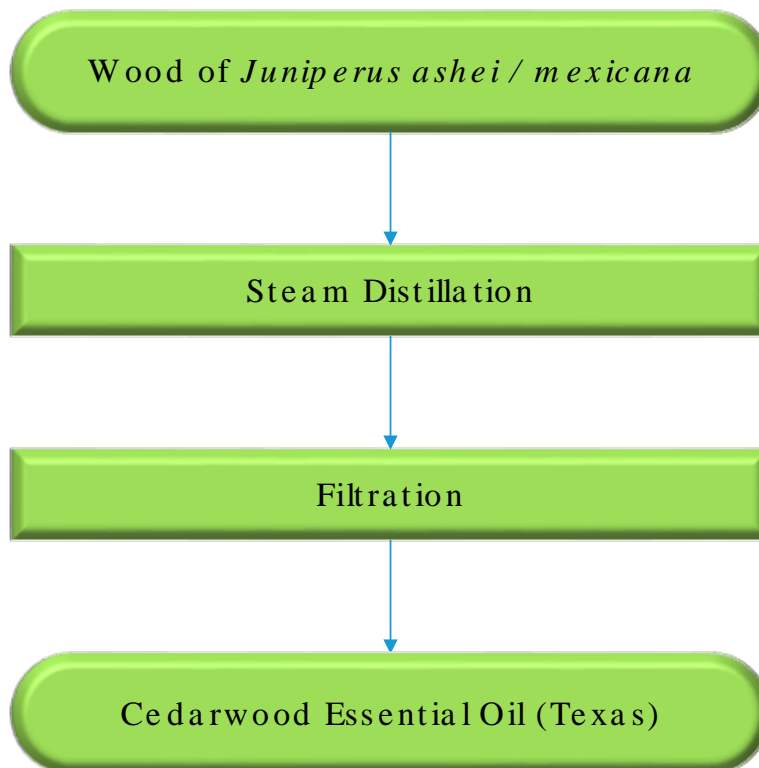 Wood of Juniperus ashei / mexicana
Steam Distillation
Filtration
Cedarwood Essential Oil (Texas)